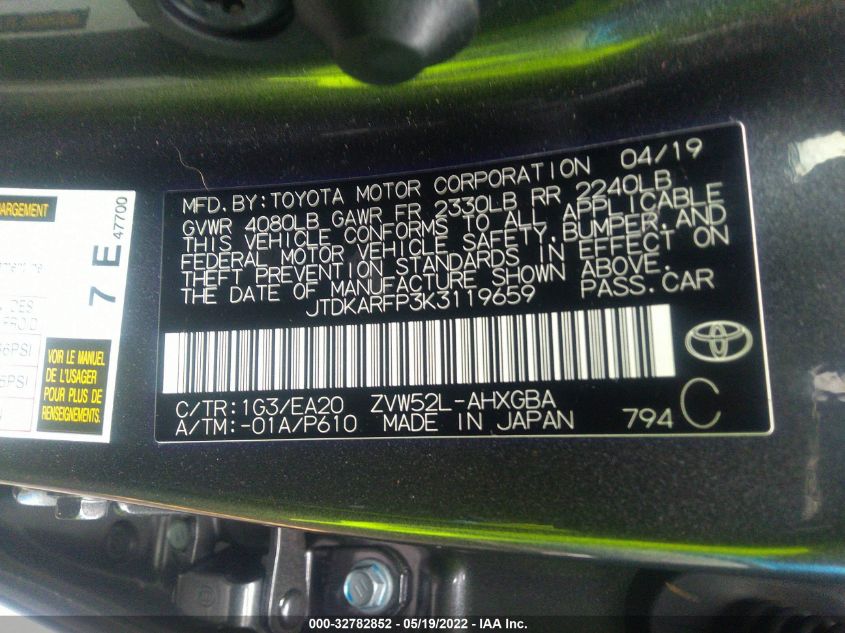 MFD.BY:TOYOTA MOTOR CORPORATION 04/19
GVWR 4080LB GAWR FR 2330LB RR 2240LB
THIS VEHICLE CONFORMS TO ALL APPLICABLE
FEDERAL MOTOR VEHICLE SAFETY,BUMPER,AND
THEFT PREVENTION STANDARDS IN EFFECT ON
THE DATE OF MANUFACTURE SHOWN ABOVE.
JTDKARFP3K3119659 PASS.CAR
C/TR:1G3/EA20 ZVW52L-AHXGBA
A/TM:-01A/P610 MADE IN JAPAN 794 C
7 E 47700
VOIR LE MANUEL
DE L'USAGER
POUR PLUS DE
RENSEIGNEMENTS.
000-32782852 - 05/19/2022 - IAA Inc.